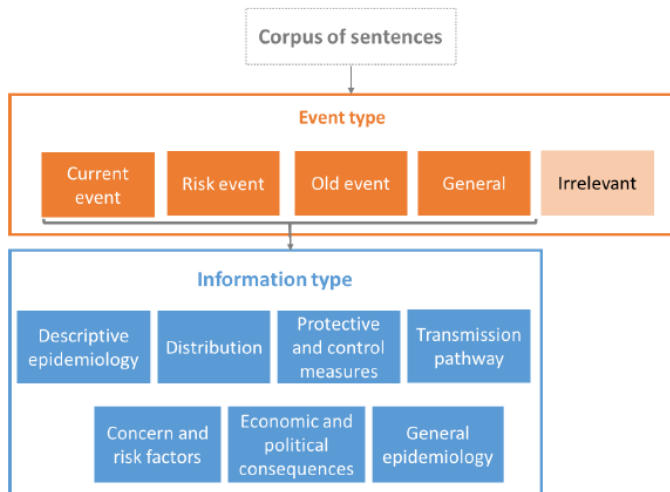 Corpus of sentences
Event type
Current
event
Risk event
Old event
General
Irrelevant
Information type
Descriptive
epidemiology
Distribution
Protective
and control
measures
Transmission
pathway
Concern and
risk factors
Economic and
political
consequences
General
epidemiology